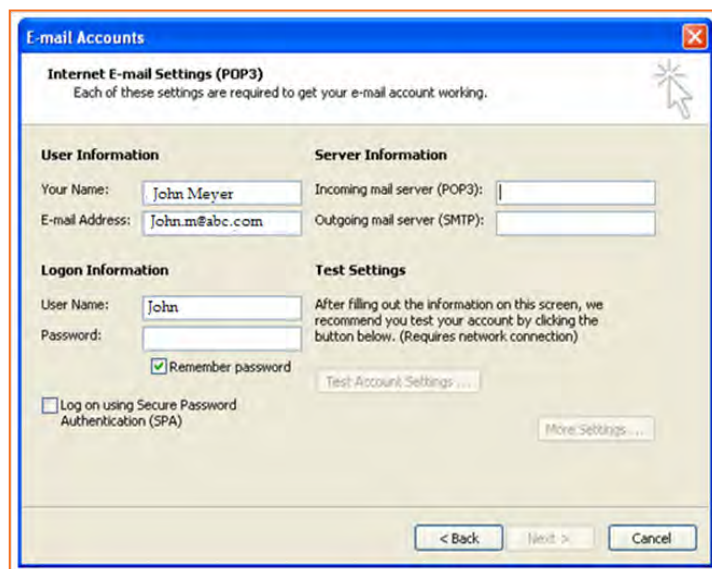 E-mail Accounts
Internet E-mail Settings (POP3)
Each of these settings are required to get your e-mail account working.
User Information
Your Name: John Meyer
E-mail Address: John.m@abc.com
Logon Information
User Name: John
Password:
Remember password
Log on using Secure Password
Authentication (SPA)
Server Information
Incoming mail server (POP3):
Outgoing mail server (SMTP):
Test Settings
After filling out the information on this screen, we
recommend you test your account by clicking the
button below. (Requires network connection)
Test Account Settings ...
More Settings ...
< Back
Next >
Cancel